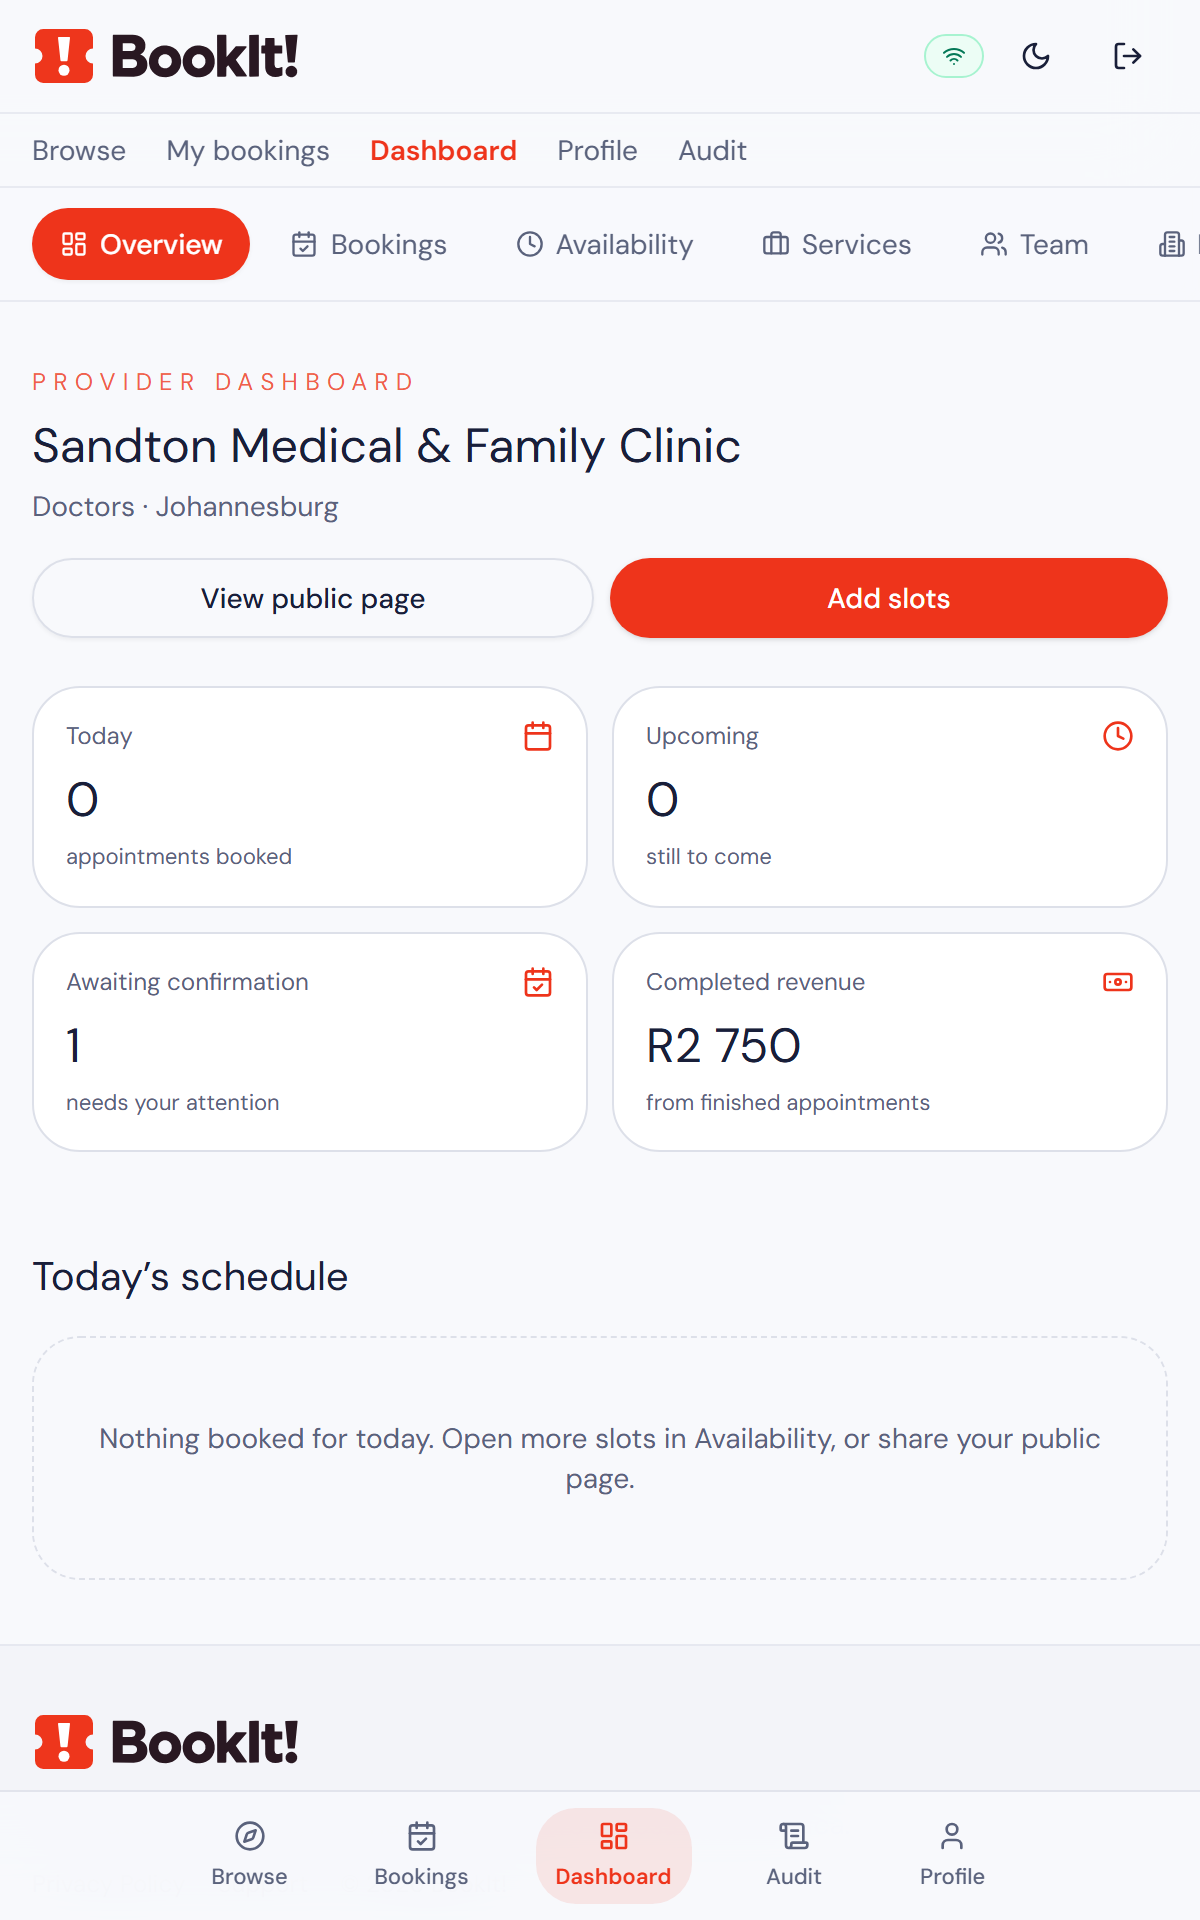 BookIt!
Browse My bookings Dashboard Profile Audit
Overview Bookings Availability Services Team
PROVIDER DASHBOARD
Sandton Medical & Family Clinic
Doctors · Johannesburg
View public page Add slots
Today Upcoming
0 0
appointments booked still to come
Awaiting confirmation Completed revenue
1 R2 750
needs your attention from finished appointments
Today’s schedule
Nothing booked for today. Open more slots in Availability, or share your public
page.
BookIt!
Browse Bookings Dashboard Audit Profile